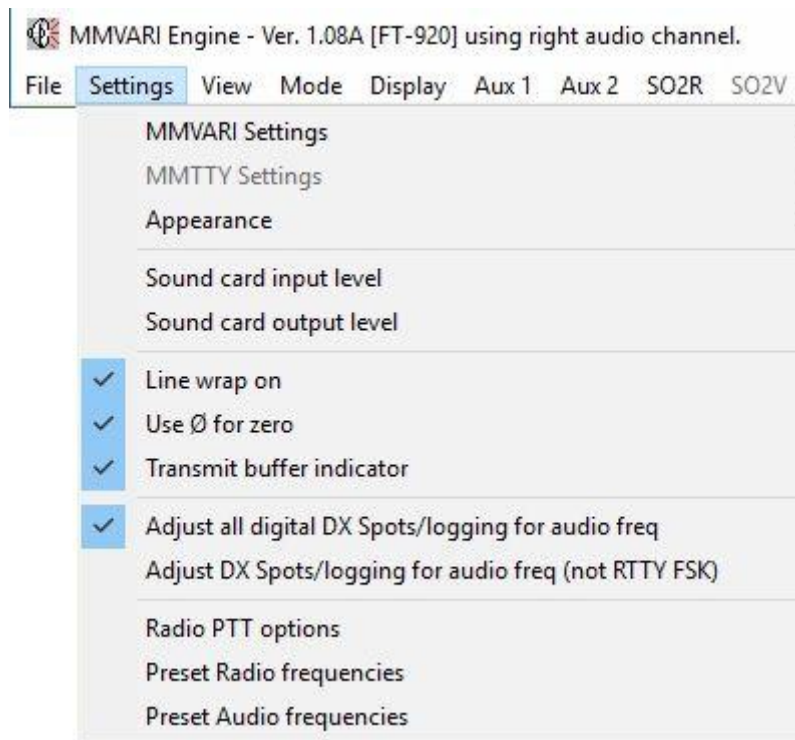 MMVARI Engine - Ver. 1.08A [FT-920] using right audio channel.
File Settings View Mode Display Aux 1 Aux 2 SO2R SO2V
MMVARI Settings
MMTTY Settings
Appearance
Sound card input level
Sound card output level
Line wrap on
Use Ø for zero
Transmit buffer indicator
Adjust all digital DX Spots/logging for audio freq
Adjust DX Spots/logging for audio freq (not RTTY FSK)
Radio PTT options
Preset Radio frequencies
Preset Audio frequencies